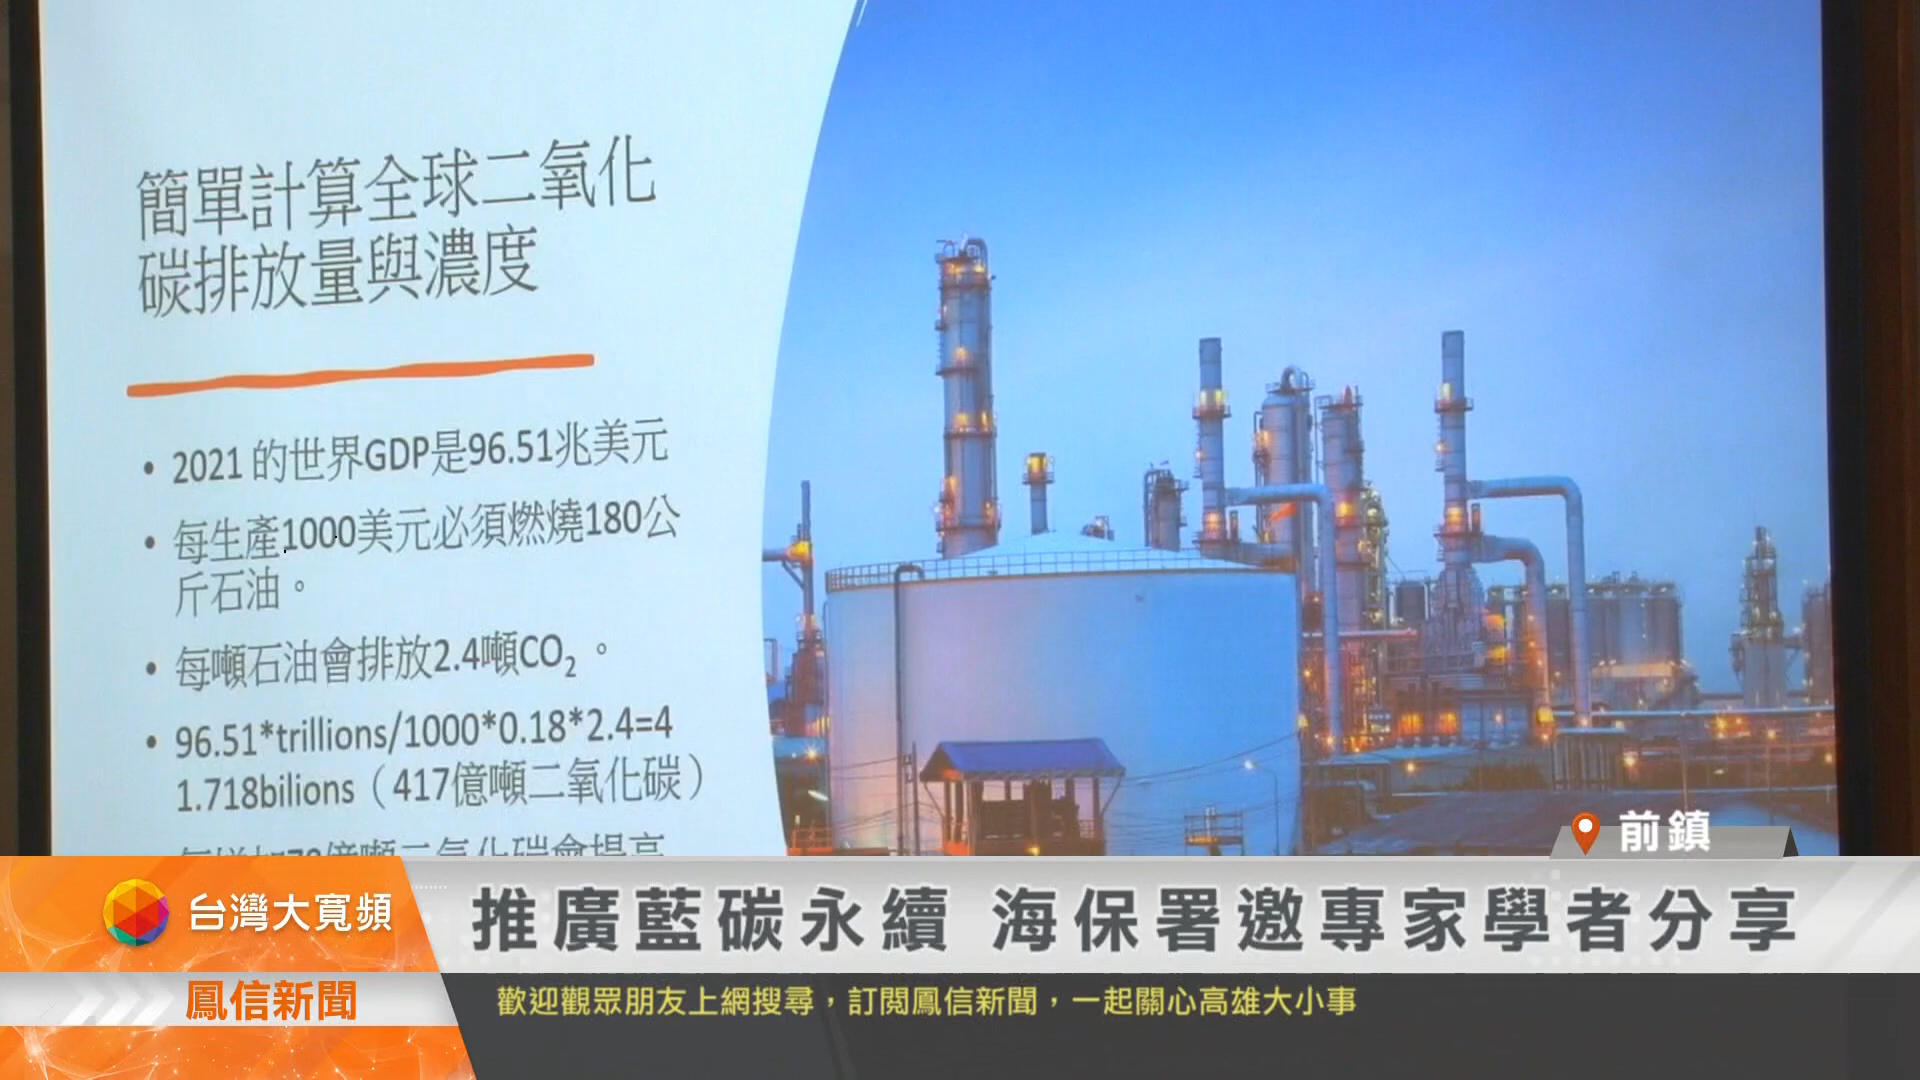 簡單計算全球二氧化
碳排放量與濃度
• 2021 的世界GDP是96.51兆美元
• 每生產1000美元必須燃燒180公
斤石油。
• 每噸石油會排放2.4噸CO₂。
• 96.51*trillions/1000*0.18*2.4=4
1.718bilions（417億噸二氧化碳）
前鎮
台灣大寬頻
推廣藍碳永續 海保署邀專家學者分享
鳳信新聞
歡迎觀眾朋友上網搜尋，訂閱鳳信新聞，一起關心高雄大小事